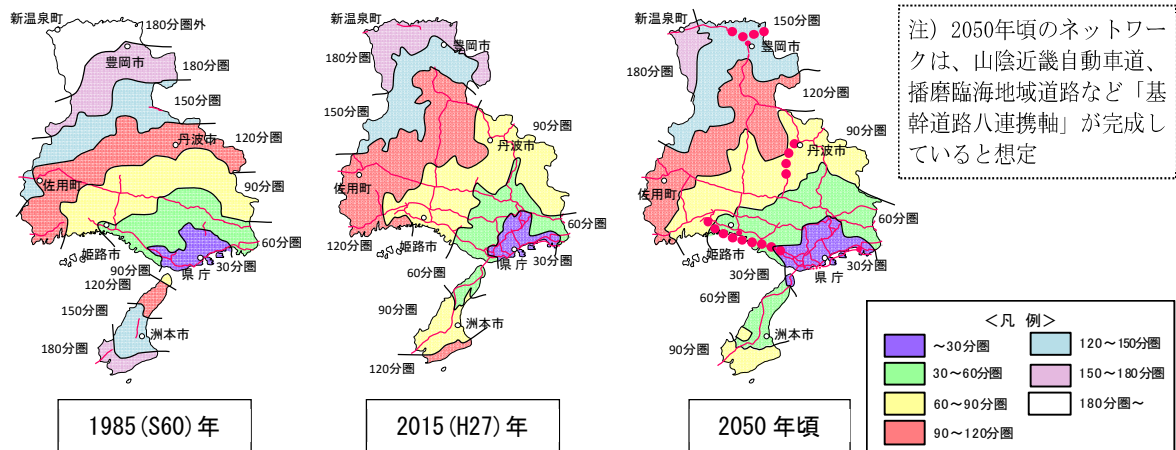 新温泉町
180分圏外
豊岡市
180分圏
150分圏
120分圏
丹波市
佐用町
90分圏
60分圏
姫路市
30分圏
県庁
90分圏
120分圏
150分圏
洲本市
180分圏
1985(S60)年
新温泉町
豊岡市
180分圏
150分圏
90分圏
丹波市
佐用町
60分圏
120分圏
姫路市
30分圏
県庁
60分圏
90分圏
洲本市
120分圏
2015(H27)年
新温泉町
150分圏
豊岡市
180分圏
120分圏
90分圏
丹波市
佐用町
60分圏
姫路市
30分圏
県庁
30分圏
60分圏
洲本市
90分圏
2050年頃
注)2050年頃のネットワー
クは、山陰近畿自動車道、
播磨臨海地域道路など「基
幹道路八連携軸」が完成し
ていると想定
<凡 例>
~30分圏
30~60分圏
60~90分圏
90~120分圏
120~150分圏
150~180分圏
180分圏~